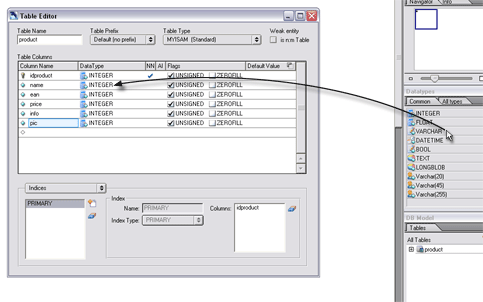 Table Editor
Table Name Table Prefix Table Type Weak entity
product Default (no prefix) MYISAM (Standard) is n:m Table
Table Columns
Column Name DataType NN AI Flags Default Value
idproduct INTEGER UNSIGNED ZEROFILL
name INTEGER UNSIGNED ZEROFILL
ean INTEGER UNSIGNED ZEROFILL
price INTEGER UNSIGNED ZEROFILL
info INTEGER UNSIGNED ZEROFILL
pic INTEGER UNSIGNED ZEROFILL
Indices
PRIMARY
Index
Name: PRIMARY
Index Type: PRIMARY
Columns: idproduct
Navigator Info
Datatypes
Common All types
INTEGER
FLOAT
VARCHAR
DATETIME
BOOL
TEXT
LONGBLOB
Varchar(20)
Varchar(45)
Varchar(255)
DB Model
Tables
All Tables
product